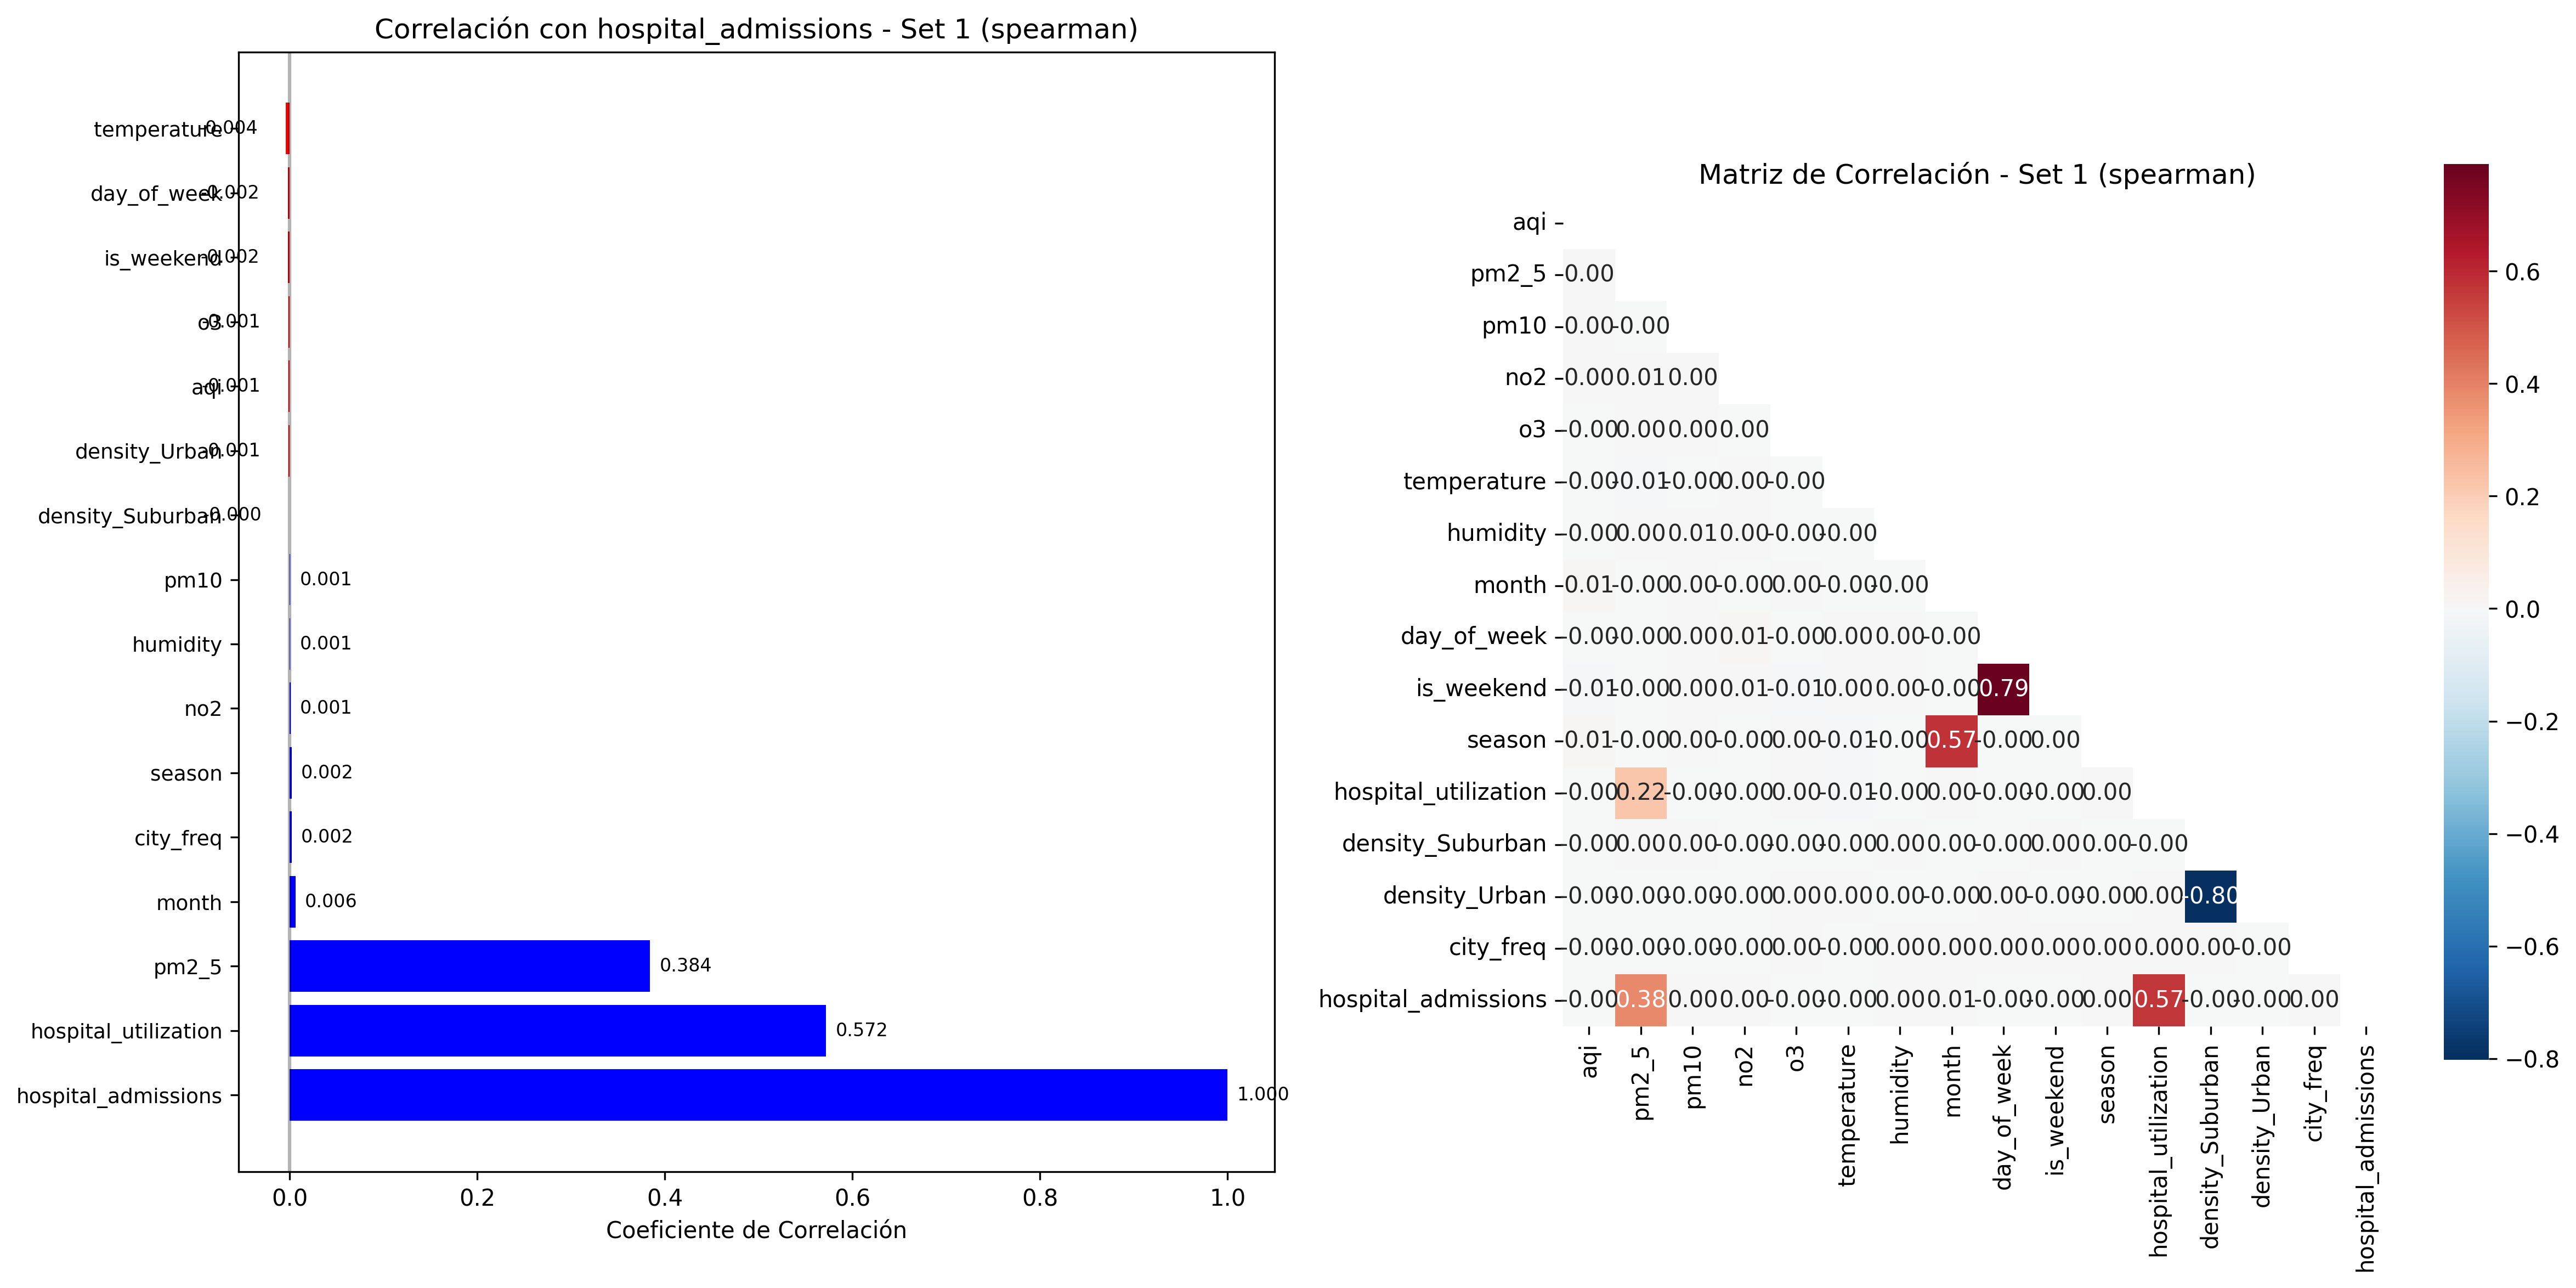 Correlación con hospital_admissions - Set 1 (spearman)
temperature -0.004
day_of_week -0.002
is_weekend -0.002
o3 -0.001
aqi -0.001
density_Urban -0.001
density_Suburban -0.000
pm10 0.001
humidity 0.001
no2 0.001
season 0.002
city_freq 0.002
month 0.006
pm2_5 0.384
hospital_utilization 0.572
hospital_admissions 1.000
0.0 0.2 0.4 0.6 0.8 1.0
Coeficiente de Correlación
Matriz de Correlación - Set 1 (spearman)
aqi
pm2_5 -0.00
pm10 -0.00 -0.00
no2 -0.00 0.01 0.00
o3 -0.00 0.00 0.00 0.00
temperature -0.00 -0.01 -0.00 0.00 -0.00
humidity -0.00 0.00 0.01 0.00 -0.00 -0.00
month 0.01 -0.00 0.00 -0.00 0.00 -0.00 -0.00
day_of_week -0.00 -0.00 0.00 0.01 -0.00 0.00 0.00 -0.00
is_weekend -0.01 -0.00 0.00 0.01 -0.01 0.00 0.00 -0.00 0.79
season 0.01 -0.00 0.00 -0.00 0.00 -0.01 -0.00 0.57 -0.00 0.00
hospital_utilization -0.00 0.22 -0.00 -0.00 0.00 -0.01 -0.00 0.00 -0.00 -0.00 0.00
density_Suburban -0.00 0.00 0.00 0.00 -0.00 -0.00 0.00 0.00 -0.00 0.00 0.00 -0.00
density_Urban -0.00 -0.00 -0.00 -0.00 0.00 0.00 0.00 -0.00 0.00 -0.00 -0.00 0.00 -0.80
city_freq -0.00 -0.00 -0.00 -0.00 0.00 -0.00 0.00 0.00 0.00 0.00 0.00 0.00 0.00 -0.00
hospital_admissions -0.00 0.38 0.00 0.00 -0.00 -0.00 0.00 0.01 -0.00 -0.00 0.00 0.57 -0.00 -0.00 0.00
aqi pm2_5 pm10 no2 o3 temperature humidity month day_of_week is_weekend season hospital_utilization density_Suburban density_Urban city_freq hospital_admissions
0.6
0.4
0.2
0.0
−0.2
−0.4
−0.6
−0.8